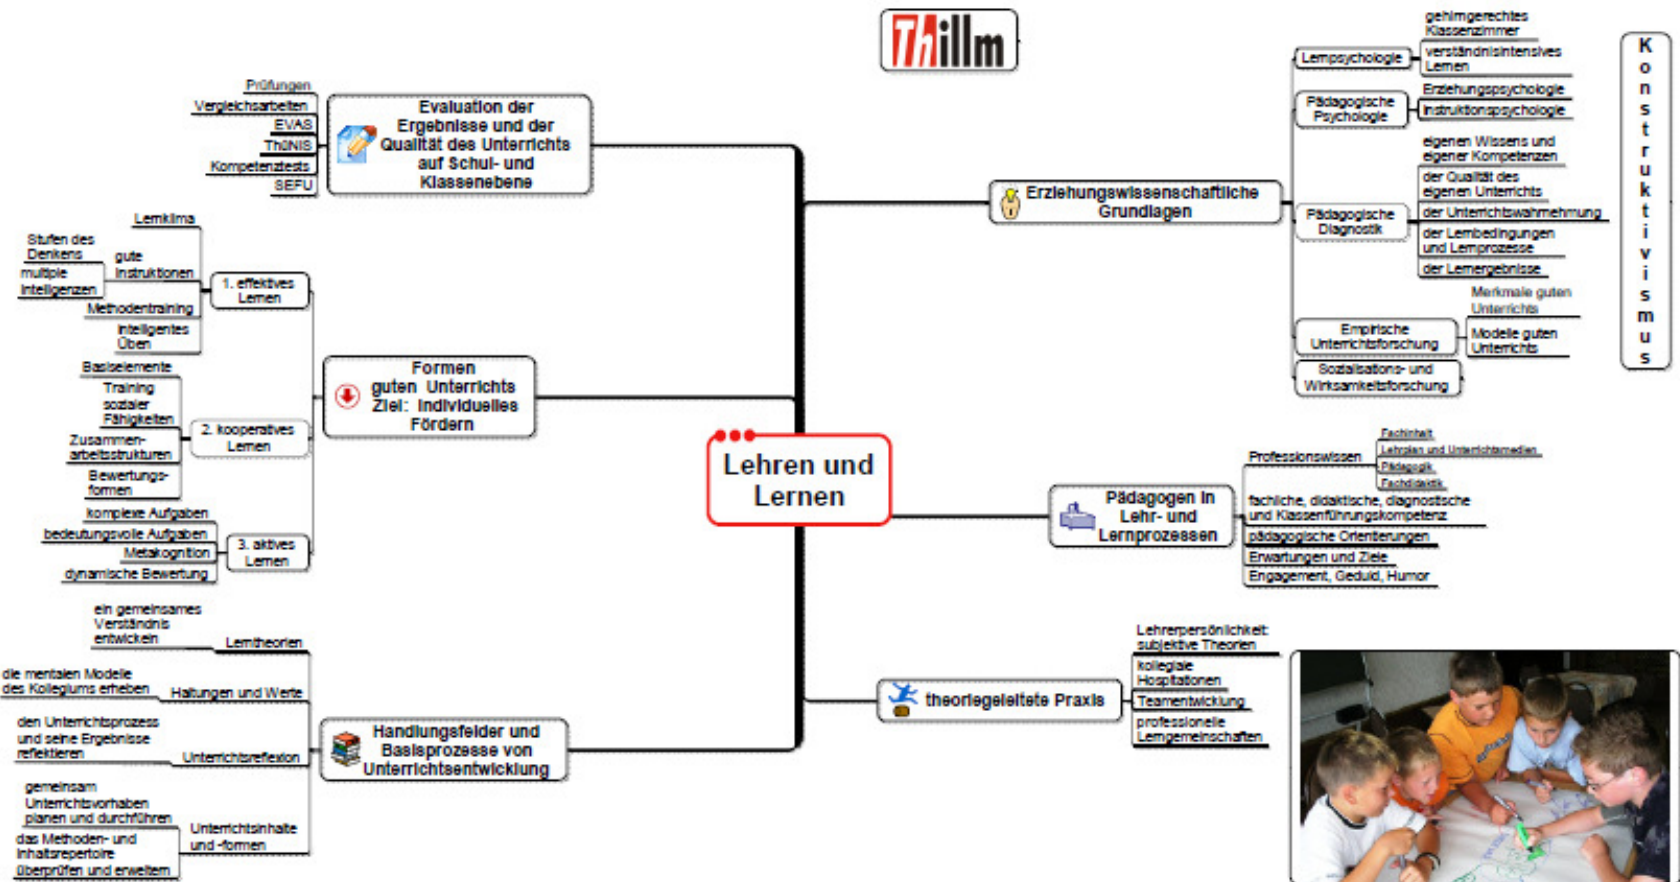 Thillm
Prüfungen
Vergleichsarbeiten
EVAS
ThüNIS
Kompetenztests
SEFU
Evaluation der
Ergebnisse und der
Qualität des Unterrichts
auf Schul- und
Klassenebene
Lernklima
Stufen des
Denkens
multiple
Intelligenzen
gute
Instruktionen
Methodentraining
Intelligentes
Üben
1. effektives
Lernen
Basiselemente
Training
sozialer
Fähigkeiten
Zusammen-
arbeitsstrukturen
Bewertungs-
formen
2. kooperatives
Lernen
komplexe Aufgaben
bedeutungsvolle Aufgaben
Metakognition
dynamische Bewertung
3. aktives
Lernen
Formen
guten Unterrichts
Ziel: Individuelles
Fördern
ein gemeinsames
Verständnis
entwickeln
Lerntheorien
die mentalen Modelle
des Kollegiums erheben
Haltungen und Werte
den Unterrichtsprozess
und seine Ergebnisse
reflektieren
Unterrichtsreflexion
gemeinsam
Unterrichtsvorhaben
planen und durchführen
das Methoden- und
Inhaltsrepertoire
überprüfen und erweitern
Unterrichtsinhalte
und -formen
Handlungsfelder und
Basisprozesse von
Unterrichtsentwicklung
Lehren und
Lernen
Erziehungswissenschaftliche
Grundlagen
Lernpsychologie
gehirngerechtes
Klassenzimmer
verständnisintensives
Lernen
Pädagogische
Psychologie
Erziehungspsychologie
Instruktionspsychologie
Pädagogische
Diagnostik
eigenen Wissens und
eigener Kompetenzen
der Qualität des
eigenen Unterrichts
der Unterrichtswahrnehmung
der Lernbedingungen
und Lernprozesse
der Lernergebnisse
Empirische
Unterrichtsforschung
Merkmale guten
Unterrichts
Modelle guten
Unterrichts
Sozialisations- und
Wirksamkeitsforschung
Konstruktivismus
Pädagogen in
Lehr- und
Lernprozessen
Professionswissen
Fachinhalt
Lehrplan und Unterrichtsmedien
Pädagogik
Fachdidaktik
fachliche, didaktische, diagnostische
und Klassenführungskompetenz
pädagogische Orientierungen
Erwartungen und Ziele
Engagement, Geduld, Humor
theoriegeleitete Praxis
Lehrerpersönlichkeit:
subjektive Theorien
kollegiale
Hospitationen
Teamentwicklung
professionelle
Lerngemeinschaften